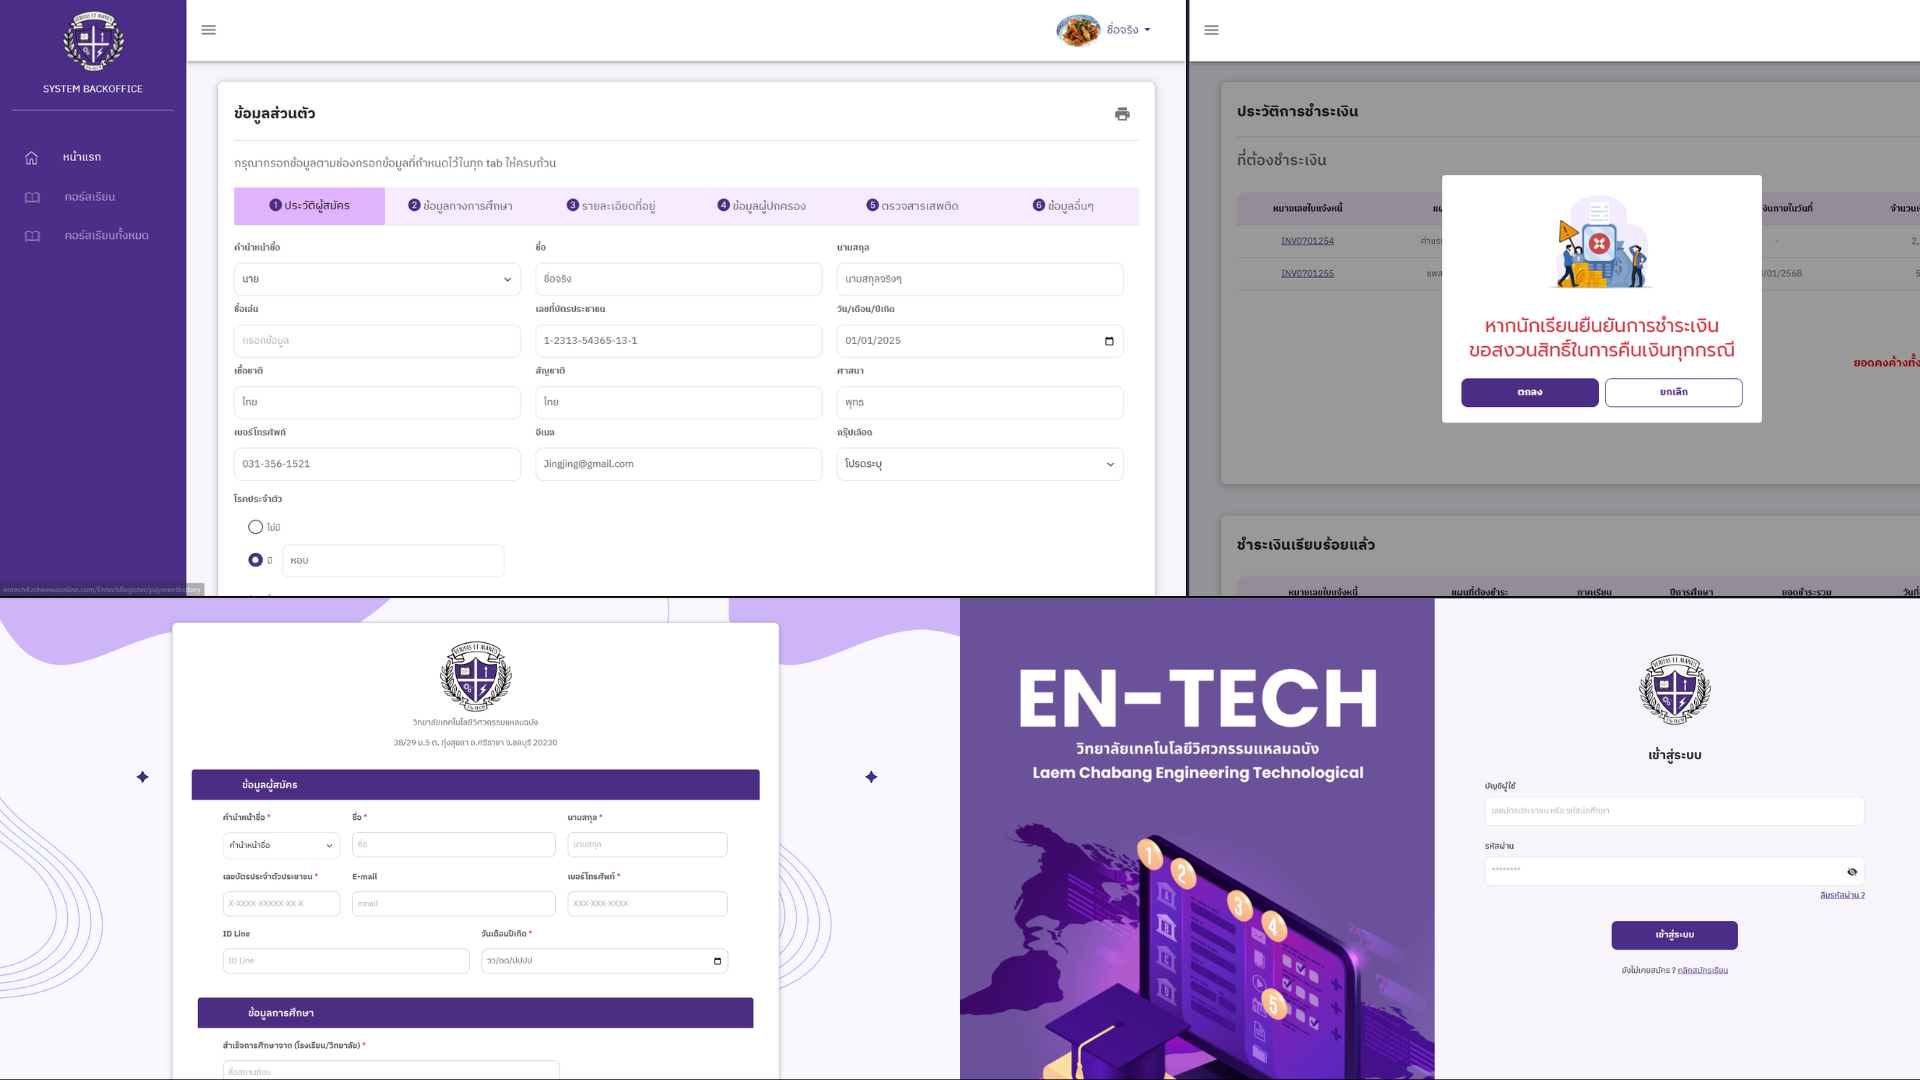 VERITAS ET MANUS
EN-TECH
SYSTEM BACKOFFICE
หน้าแรก
คอร์สเรียน
คอร์สเรียนทั้งหมด
entech4.rcheewaonline.com/EntechRegister/paymenthistory
ชื่อจริง
ข้อมูลส่วนตัว
กรุณากรอกข้อมูลตามช่องกรอกข้อมูลที่กำหนดไว้ในทุก tab ให้ครบถ้วน
1 ประวัติผู้สมัคร
2 ข้อมูลทางการศึกษา
3 รายละเอียดที่อยู่
4 ข้อมูลผู้ปกครอง
5 ตรวจสารเสพติด
6 ข้อมูลอื่นๆ
คำนำหน้าชื่อ
ชื่อ
นามสกุล
นาย
ชื่อจริง
นามสกุลจริงๆ
ชื่อเล่น
เลขที่บัตรประชาชน
วัน/เดือน/ปีเกิด
กรอกข้อมูล
1-2313-54365-13-1
01/01/2025
เชื้อชาติ
สัญชาติ
ศาสนา
ไทย
ไทย
พุทธ
เบอร์โทรศัพท์
อีเมล
กรุ๊ปเลือด
031-356-1521
Jingjing@gmail.com
โปรดระบุ
โรคประจำตัว
ไม่มี
มี
หอบ
ประวัติการชำระเงิน
ที่ต้องชำระเงิน
หมายเลขใบแจ้งหนี้
INV0701254
INV0701255
/01/2568
หากนักเรียนยืนยันการชำระเงิน
ขอสงวนสิทธิ์ในการคืนเงินทุกกรณี
ตกลง
ยกเลิก
ชำระเงินเรียบร้อยแล้ว
หมายเลขใบแจ้งหนี้
แผนที่ต้องชำระ
ภาคเรียน
ปีการศึกษา
ยอดชำระรวม
VERITAS ET MANUS
EN-TECH
วิทยาลัยเทคโนโลยีวิศวกรรมแหลมฉบัง
38/29 ม.5 ต. ทุ่งสุขลา อ.ศรีราชา จ.ชลบุรี 20230
ข้อมูลผู้สมัคร
คำนำหน้าชื่อ *
ชื่อ *
นามสกุล *
คำนำหน้าชื่อ
ชื่อ
นามสกุล
เลขบัตรประจำตัวประชาชน *
E-mail
เบอร์โทรศัพท์ *
X-XXXX-XXXXX-XX-X
email
XXX-XXX-XXXX
ID Line
วันเดือนปีเกิด *
ID Line
วว/ดด/ปปปป
ข้อมูลการศึกษา
สำเร็จการศึกษาจาก (โรงเรียน/วิทยาลัย) *
ชื่อสถานที่จบ
EN-TECH
วิทยาลัยเทคโนโลยีวิศวกรรมแหลมฉบัง
Laem Chabang Engineering Technological
1
2
3
4
5
A
B
C
D
24/7
VERITAS ET MANUS
EN-TECH
เข้าสู่ระบบ
บัญชีผู้ใช้
เลขบัตรประชาชน หรือ รหัสนักศึกษา
รหัสผ่าน
********
ลืมรหัสผ่าน ?
เข้าสู่ระบบ
ยังไม่เคยสมัคร ? คลิกสมัครเรียน